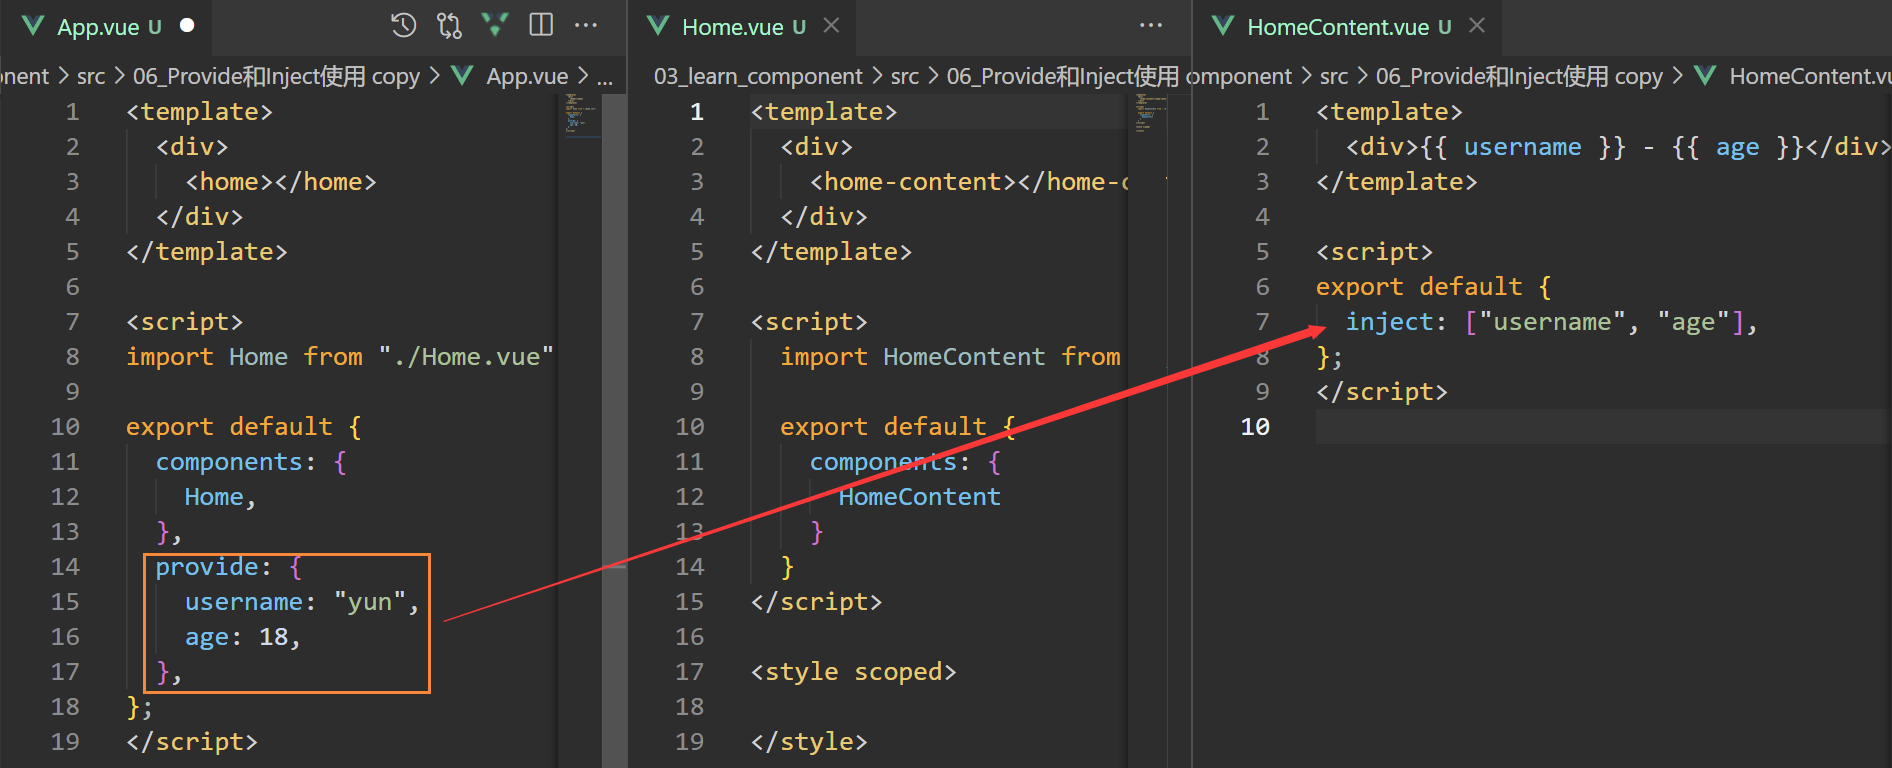 App.vue U
nent > src > 06_Provide和Inject使用 copy > App.vue > ...
1 <template>
2 <div>
3 <home></home>
4 </div>
5 </template>
6
7 <script>
8 import Home from "./Home.vue"
9
10 export default {
11 components: {
12 Home,
13 },
14 provide: {
15 username: "yun",
16 age: 18,
17 },
18 };
19 </script>
Home.vue U
03_learn_component > src > 06_Provide和Inject使用
1 <template>
2 <div>
3 <home-content></home-c
4 </div>
5 </template>
6
7 <script>
8 import HomeContent from
9
10 export default {
11 components: {
12 HomeContent
13 }
14 }
15 </script>
16
17 <style scoped>
18
19 </style>
HomeContent.vue U
omponent > src > 06_Provide和Inject使用 copy > HomeContent.vu
1 <template>
2 <div>{{ username }} - {{ age }}</div>
3 </template>
4
5 <script>
6 export default {
7 inject: ["username", "age"],
8 };
9 </script>
10